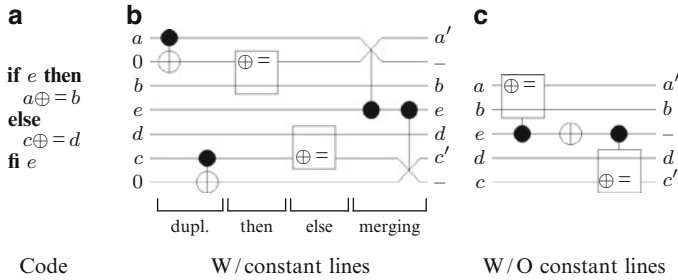 a
if e then
a⊕=b
else
c⊕=d
fi e
Code
b
a a′
0 ⊕= –
b b
e e
d d
c ⊕= c′
0 –
dupl. then else merging
W/constant lines
c
a ⊕= a′
b b
e –
d d
c ⊕= c′
W/O constant lines